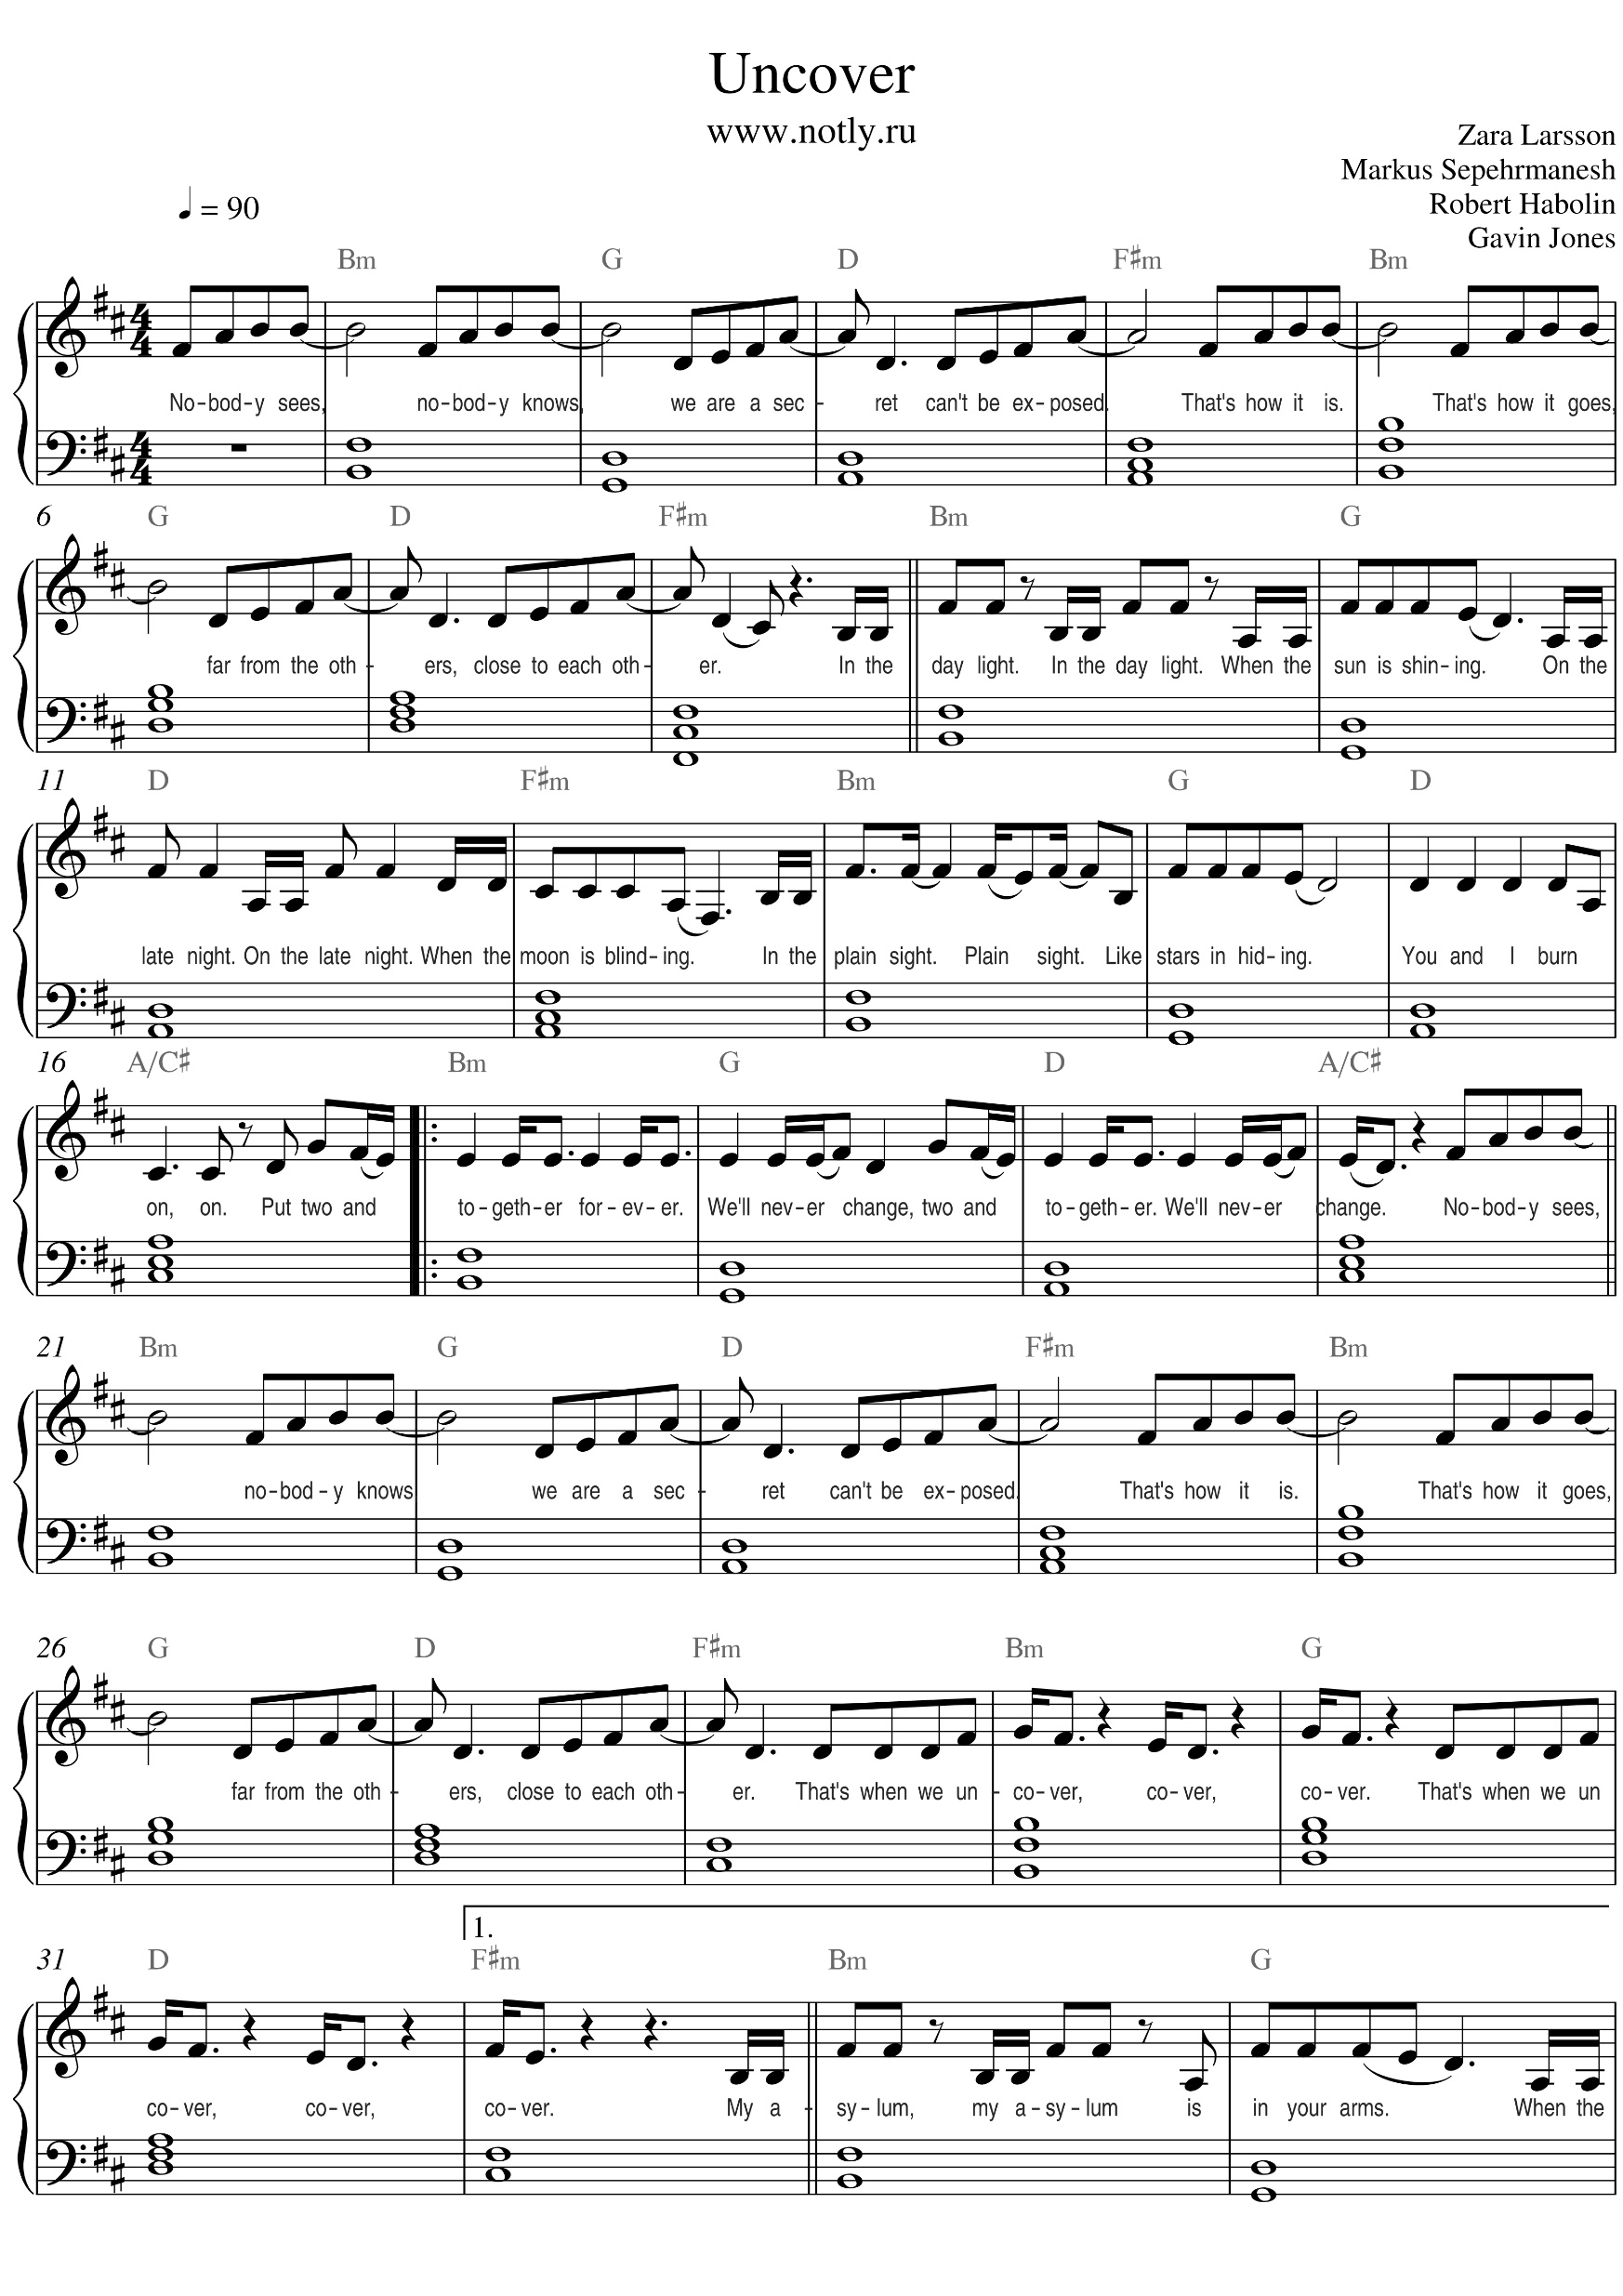 Uncover
www.notly.ru
Zara Larsson
Markus Sepehrmanesh
Robert Habolin
Gavin Jones
♩ = 90
Bm G D F♯m Bm
4 4
No-bod-y sees, no-bod-y knows, we are a sec- ret can't be ex-posed. That's how it is. That's how it goes,
4 4
6 G D F♯m Bm G
far from the oth- ers, close to each oth- er. In the day light. In the day light. When the sun is shin-ing. On the
11 D F♯m Bm G D
late night. On the late night. When the moon is blind-ing. In the plain sight. Plain sight. Like stars in hid-ing. You and I burn
16 A/C♯ Bm G D A/C♯
on, on. Put two and to-geth-er for-ev-er. We'll nev-er change, two and to-geth-er. We'll nev-er change. No-bod-y sees,
21 Bm G D F♯m Bm
no-bod-y knows, we are a sec- ret can't be ex-posed. That's how it is. That's how it goes,
26 G D F♯m Bm G
far from the oth- ers, close to each oth- er. That's when we un-co-ver, co-ver, co-ver. That's when we un
1.
31 D F♯m Bm G
co-ver, co-ver, co-ver. My a-sy-lum, my a-sy-lum is in your arms. When the